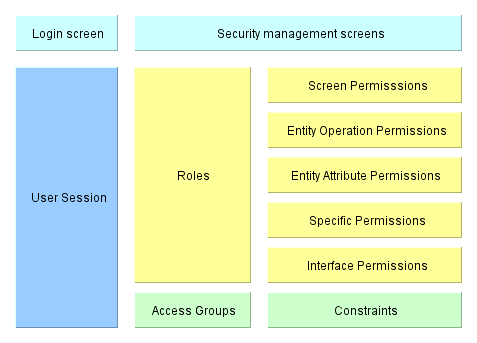 Login screen
Security management screens
User Session
Roles
Screen Permisssions
Entity Operation Permissions
Entity Attribute Permissions
Specific Permissions
Interface Permissions
Access Groups
Constraints